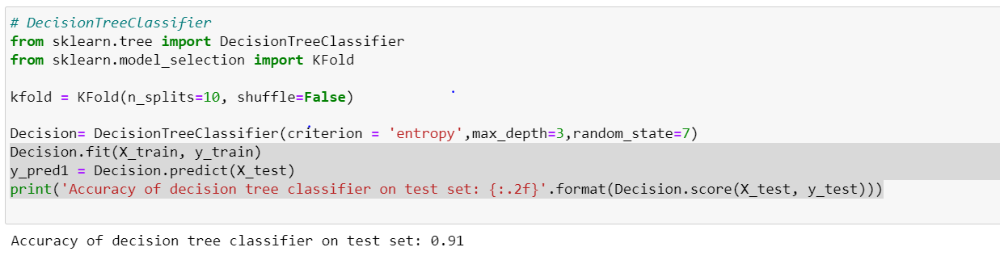 # DecisionTreeClassifier
from sklearn.tree import DecisionTreeClassifier
from sklearn.model_selection import KFold
kfold = KFold(n_splits=10, shuffle=False)
Decision= DecisionTreeClassifier(criterion = 'entropy',max_depth=3,random_state=7)
Decision.fit(X_train, y_train)
y_pred1 = Decision.predict(X_test)
print('Accuracy of decision tree classifier on test set: {:.2f}'.format(Decision.score(X_test, y_test)))
Accuracy of decision tree classifier on test set: 0.91